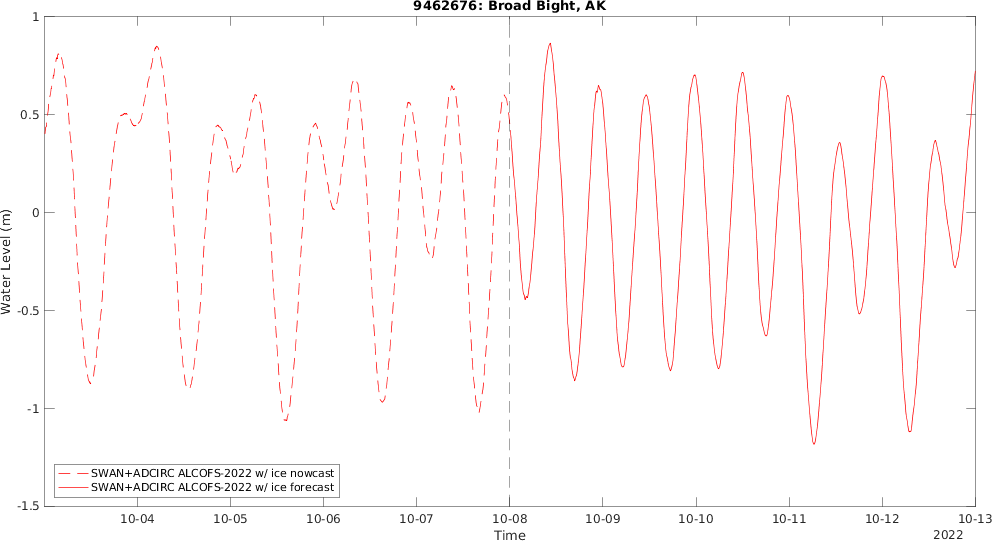 9462676: Broad Bight, AK
1
0.5
0
-0.5
-1
-1.5
Water Level (m)
SWAN+ADCIRC ALCOFS-2022 w/ ice nowcast
SWAN+ADCIRC ALCOFS-2022 w/ ice forecast
10-04 10-05 10-06 10-07 10-08 10-09 10-10 10-11 10-12 10-13
Time
2022